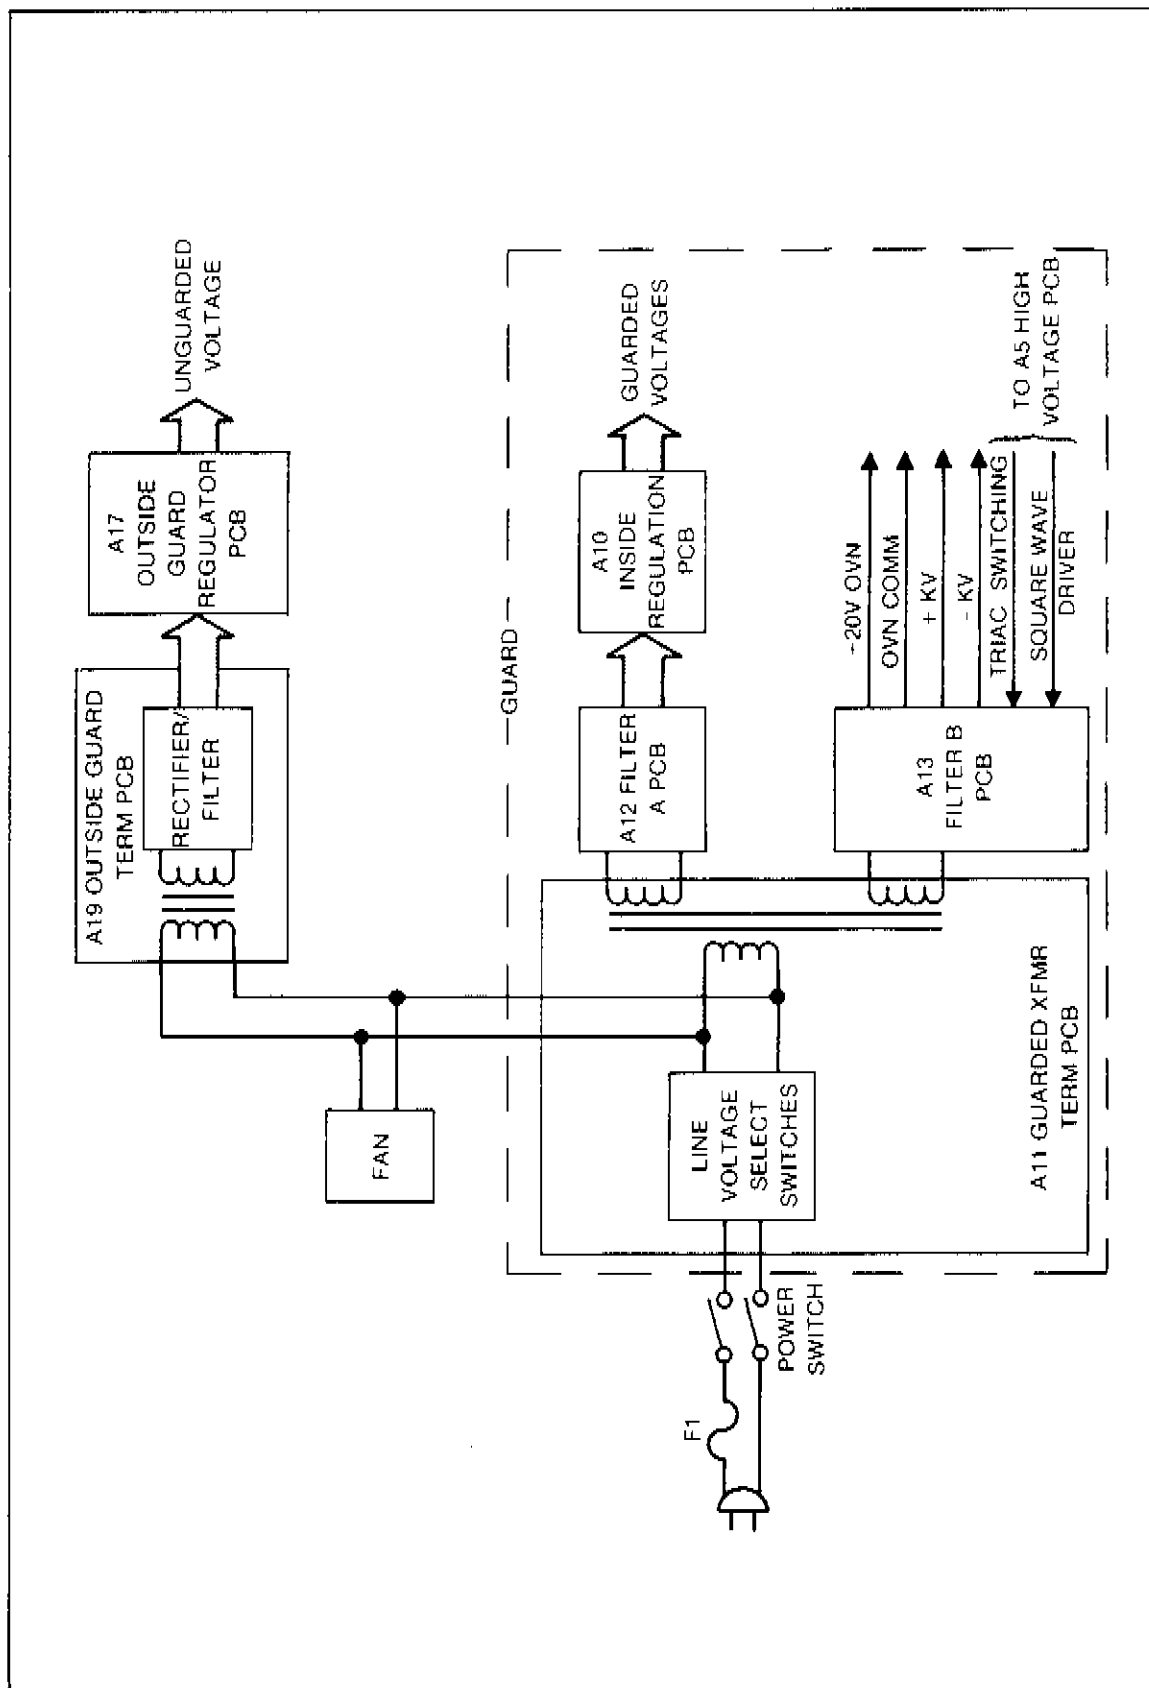 A19 OUTSIDE GUARD
TERM PCB
RECTIFIER/
FILTER
A17
OUTSIDE
GUARD
REGULATOR
PCB
UNGUARDED
VOLTAGE
FAN
GUARD
A12 FILTER
A PCB
A10
INSIDE
REGULATION
PCB
GUARDED
VOLTAGES
F1
POWER
SWITCH
LINE
VOLTAGE
SELECT
SWITCHES
A13
FILTER B
PCB
-20V OVN
OVN COMM
+ KV
- KV
TRIAC SWITCHING
SQUARE WAVE
DRIVER
TO A5 HIGH
VOLTAGE PCB
A11 GUARDED XFMR
TERM PCB